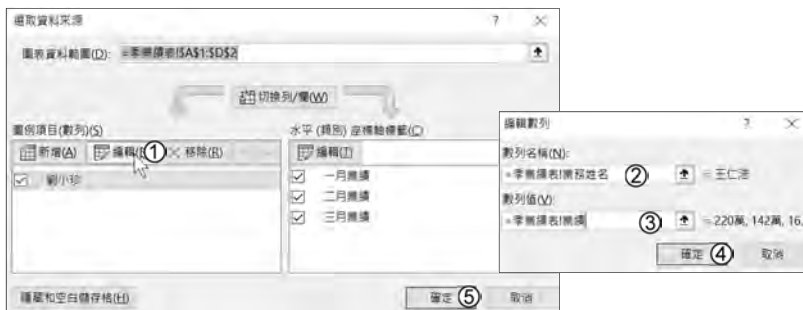 選取資料來源 ? ×
圖表資料範圍(D): =季業績表!$A$1:$D$2
切換列/欄(W)
圖例項目(數列)(S)
新增(A) 編輯(E) ① × 移除(R)
劉小珍
水平 (類別) 座標軸標籤(C)
編輯(T)
一月業績
二月業績
三月業績
隱藏和空白儲存格(H) 確定 ⑤ 取消
編輯數列 ? ×
數列名稱(N):
=季業績表!業務姓名 ② = 王仁淮
數列值(V):
=季業績表!業績 ③ = 220萬, 142萬, 16.
確定 ④ 取消